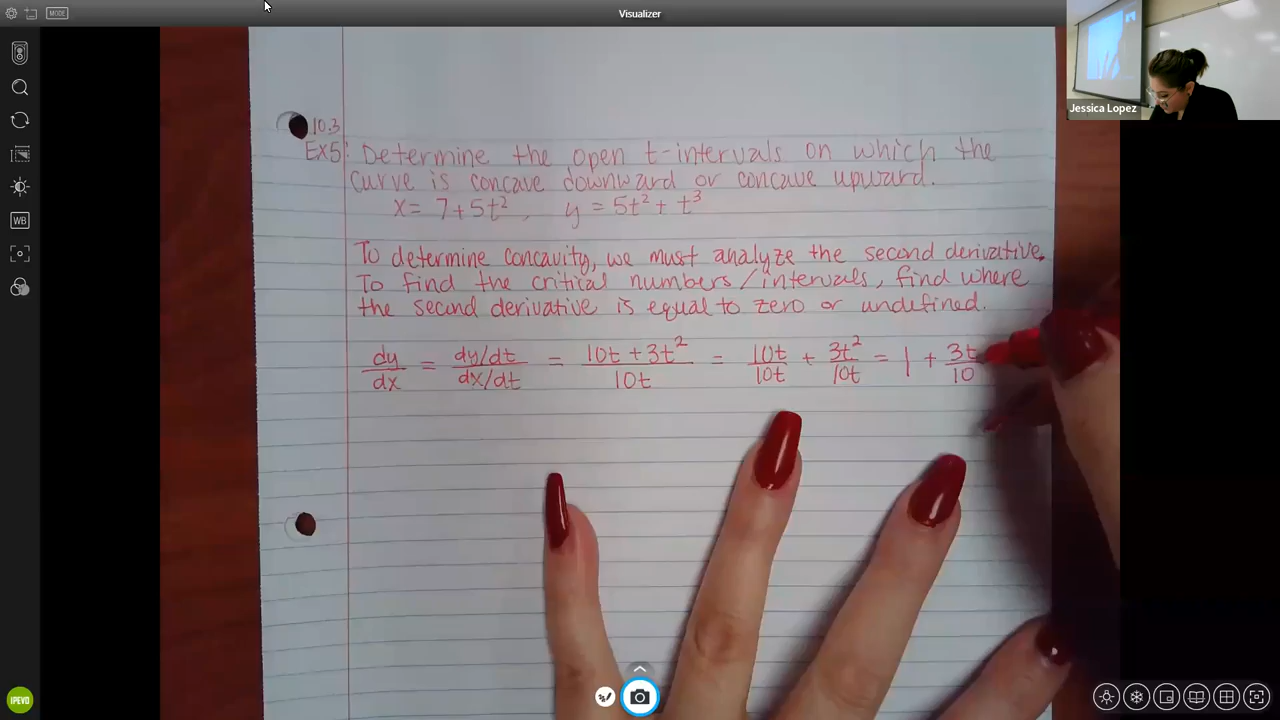 MODE
Visualizer
Jessica Lopez
10.3
EX5: Determine the open t-intervals on which the
curve is concave downward or concave upward.
x = 7 + 5t², y = 5t² + t³
To determine concavity, we must analyze the second derivative.
To find the critical numbers/intervals, find where
the second derivative is equal to zero or undefined.
dy/dx = (dy/dt)/(dx/dt) = (10t + 3t²)/10t = 10t/10t + 3t²/10t = 1 + 3t/10
WB
IPEVO